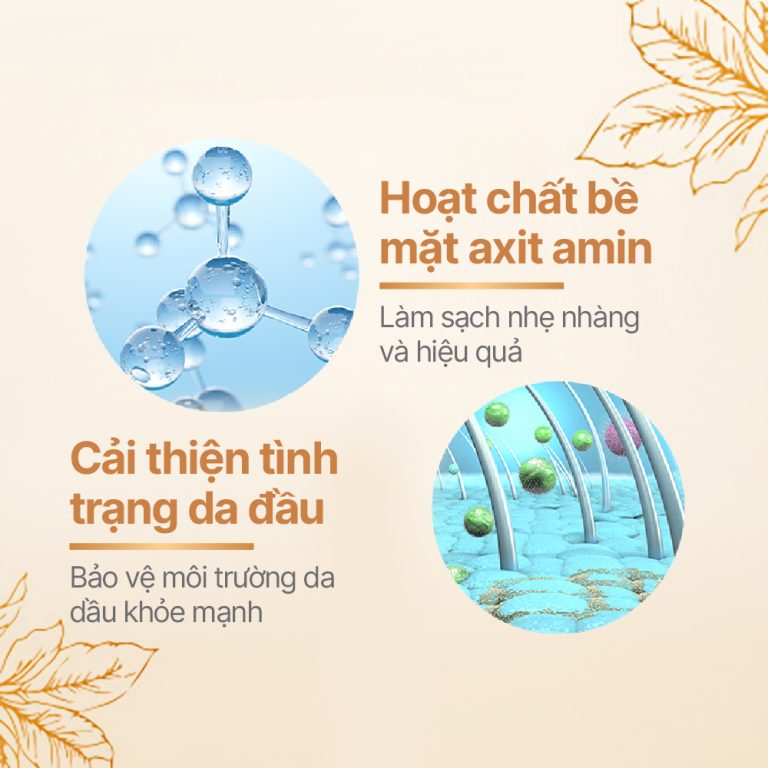 Hoạt chất bề
mặt axit amin
Làm sạch nhẹ nhàng
và hiệu quả
Cải thiện tình
trạng da đầu
Bảo vệ môi trường da
dầu khỏe mạnh